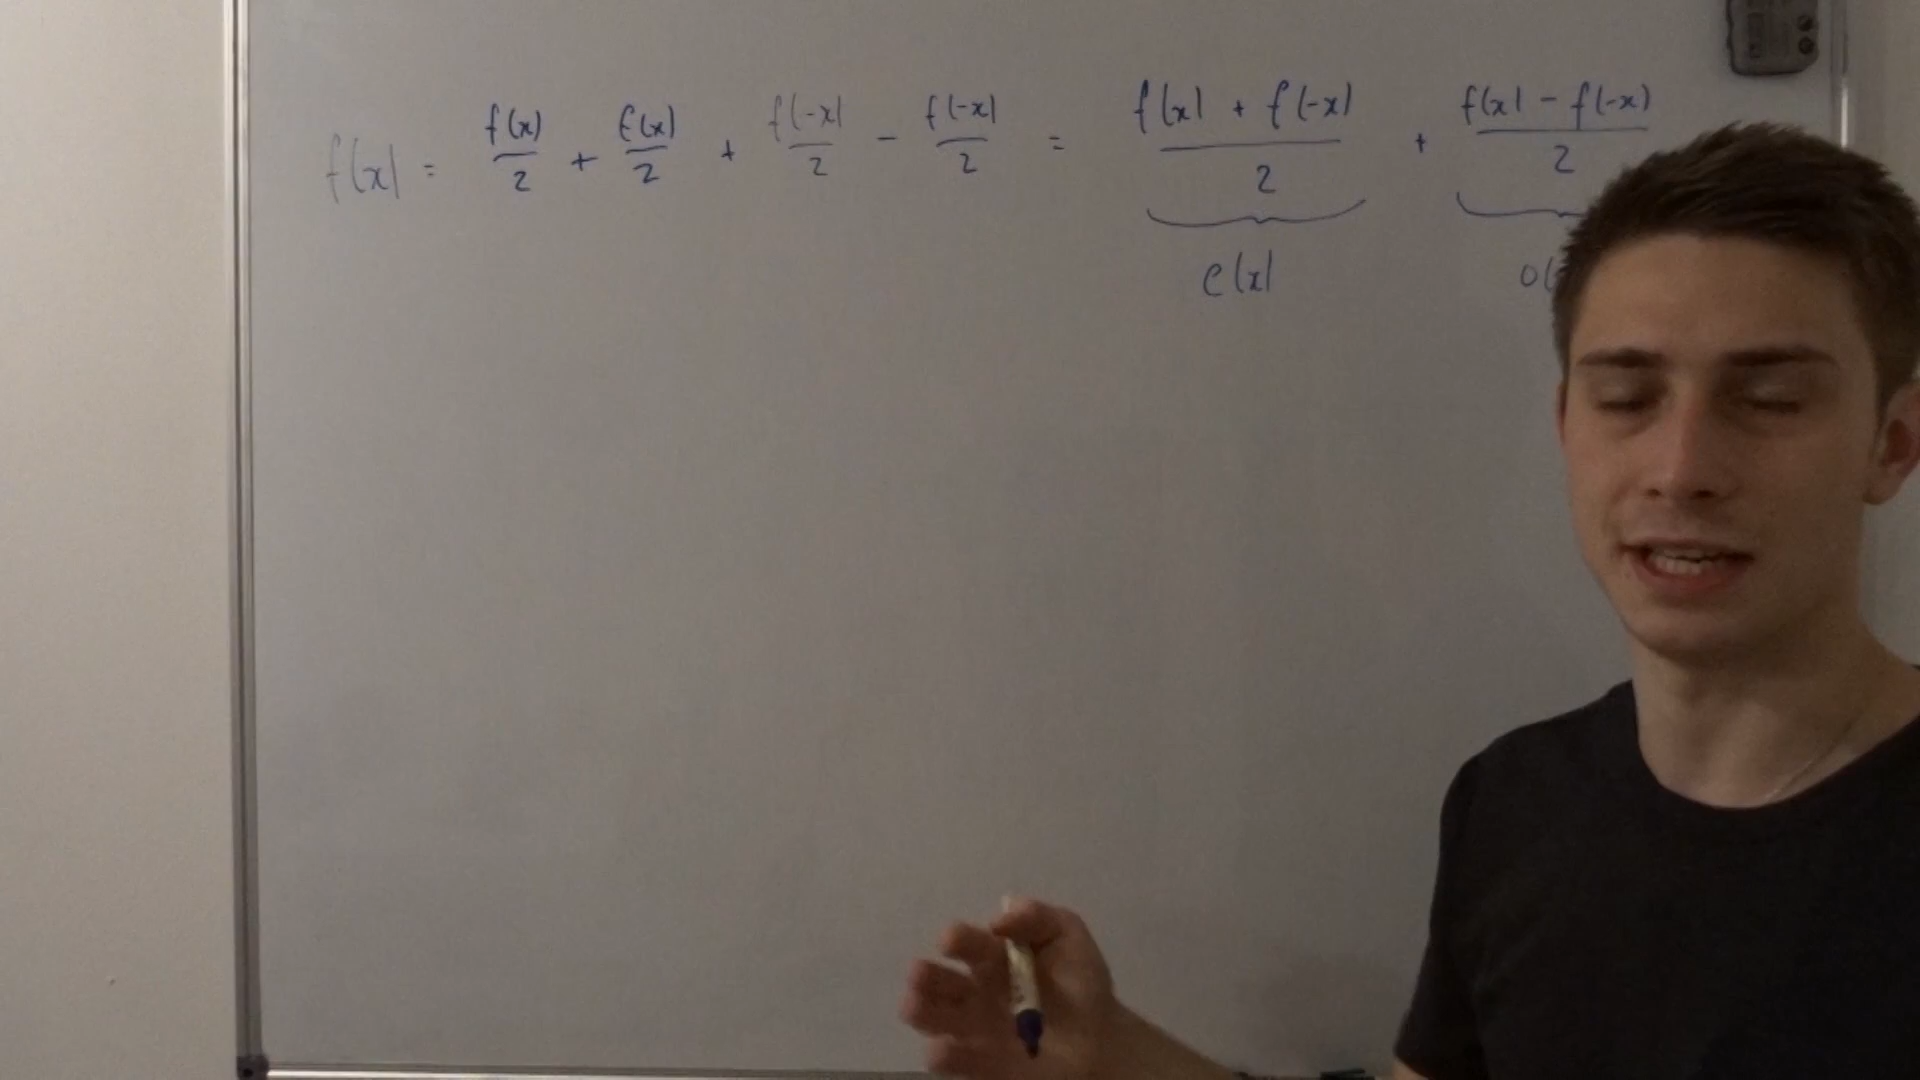 f(x) = f(x)/2 + f(x)/2 + f(-x)/2 - f(-x)/2 = f(x) + f(-x)/2 + f(x) - f(-x)/2
e(x) o(